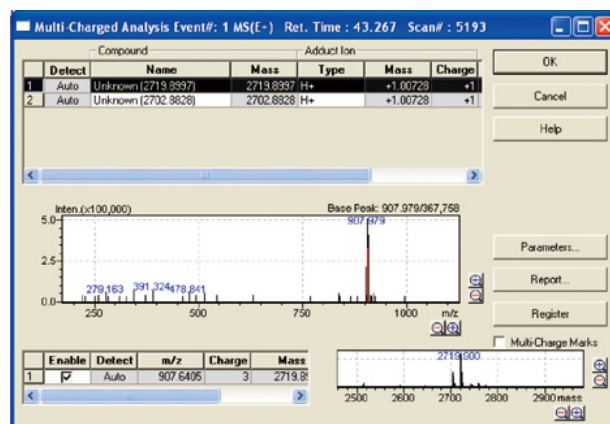 Multi-Charged Analysis Event#: 1 MS(E+) Ret. Time : 43.267 Scan# : 5193
Compound Adduct Ion
Detect Name Mass Type Mass Charge
1 Auto Unknown (2719.8997) 2719.8997 H+ +1.00728 +1
2 Auto Unknown (2702.8828) 2702.8828 H+ +1.00728 +1
OK
Cancel
Help
Inten.(x100,000) Base Peak: 907.979/367,758
907.979
5.0
2.5
0.0
279.163 391.324 478.841
250 500 750 1000 m/z
Parameters...
Report...
Register
Multi-Charge Marks
Enable Detect m/z Charge Mass
1 Auto 907.6405 3 2719.89
2719.900
2500 2600 2700 2800 2900 mass